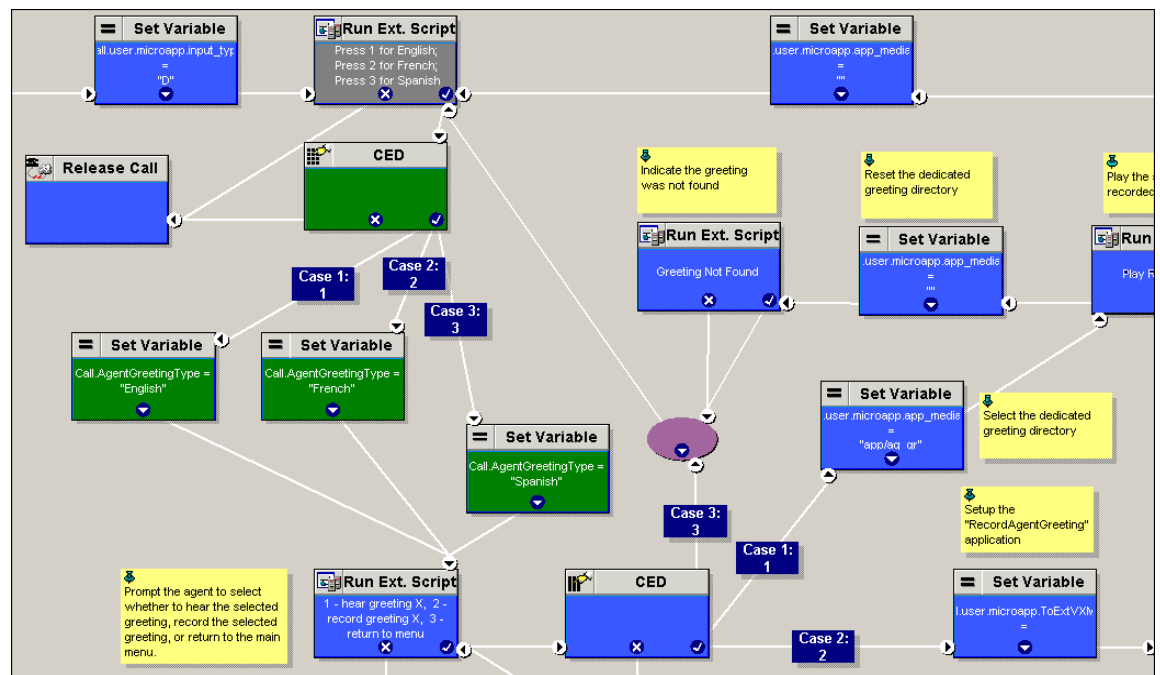 Set Variable
all.user.microapp.input_typ
=
"D"
Run Ext. Script
Press 1 for English;
Press 2 for French;
Press 3 for Spanish
Set Variable
.user.microapp.app_media
=
""
Release Call
CED
Indicate the greeting
was not found
Reset the dedicated
greeting directory
Play the s
recorded
Run Ext. Script
Greeting Not Found
Set Variable
.user.microapp.app_media
=
""
Run
Play R
Case 1:
1
Case 2:
2
Case 3:
3
Set Variable
Call.AgentGreetingType =
"English"
Set Variable
Call.AgentGreetingType =
"French"
Set Variable
Call.AgentGreetingType =
"Spanish"
Set Variable
.user.microapp.app_media
=
"app/ag_gr"
Select the dedicated
greeting directory
Setup the
"RecordAgentGreeting"
application
Case 3:
3
Case 1:
1
Prompt the agent to select
whether to hear the selected
greeting, record the selected
greeting, or return to the main
menu.
Run Ext. Script
1 - hear greeting X, 2 -
record greeting X, 3 -
return to menu
CED
Case 2:
2
Set Variable
l.user.microapp.ToExtVXM
=